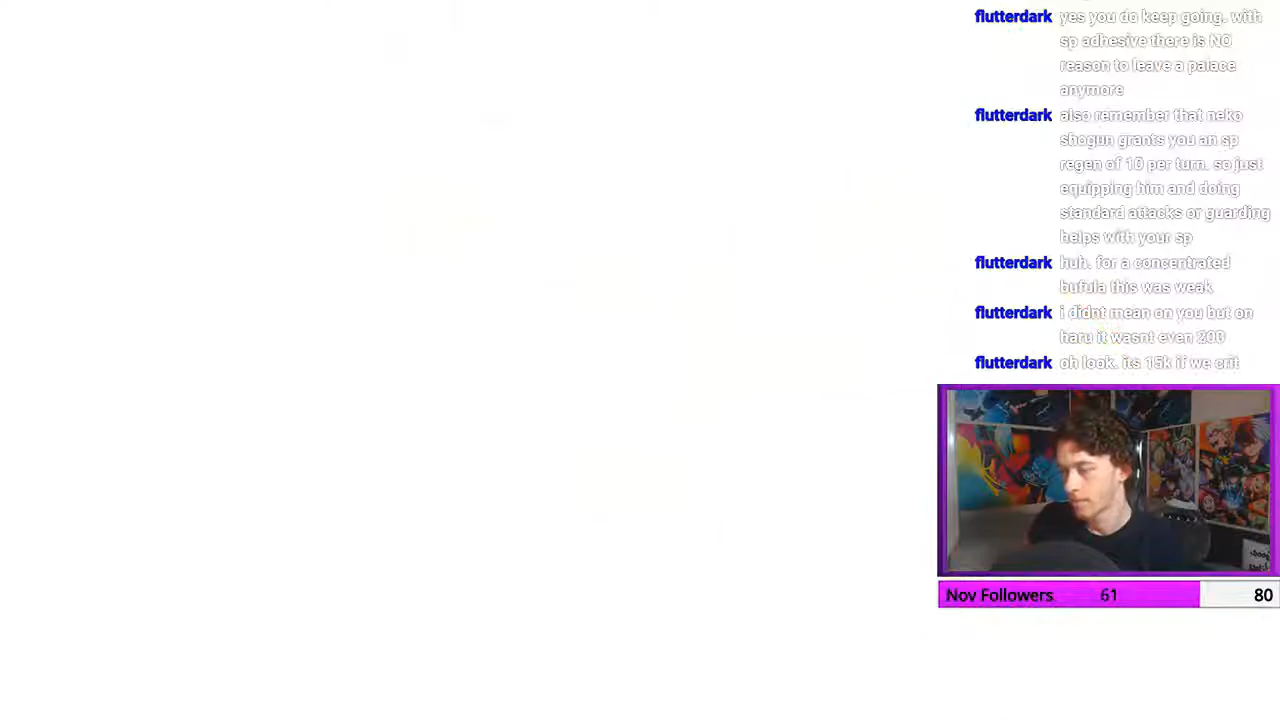 flutterdark yes you do keep going. with
sp adhesive there is NO
reason to leave a palace
anymore
flutterdark also remember that neko
shogun grants you an sp
regen of 10 per turn. so just
equipping him and doing
standard attacks or guarding
helps with your sp
flutterdark huh. for a concentrated
bufula this was weak
flutterdark i didnt mean on you but on
haru it wasnt even 200
flutterdark oh look. its 15k if we crit
Nov Followers 61 80